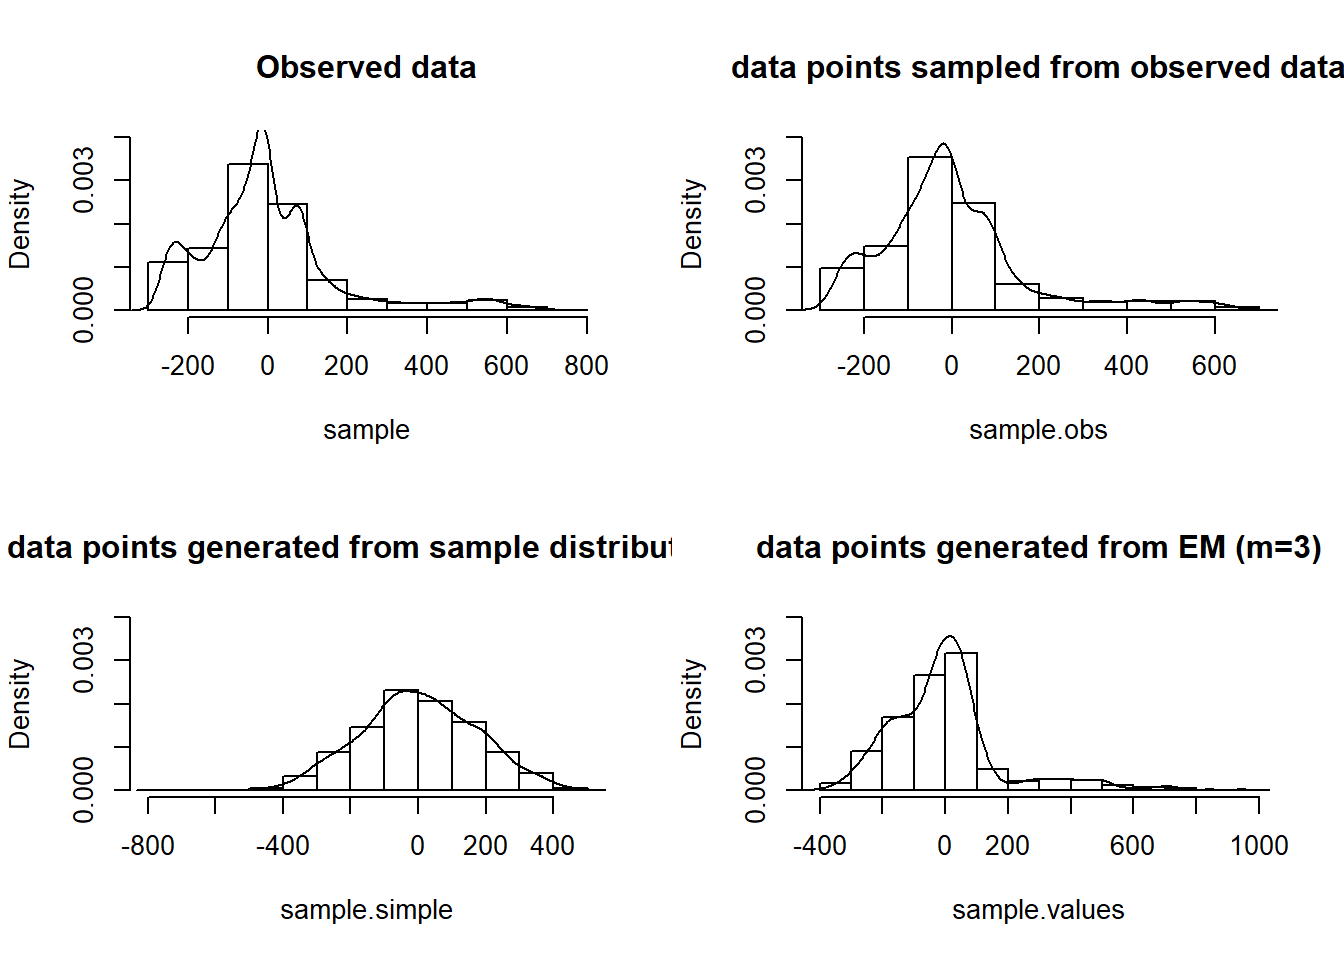 Observed data
Density
0.000 0.003
-200 0 200 400 600 800
sample
data points sampled from observed data
Density
0.000 0.003
-200 0 200 400 600
sample.obs
data points generated from sample distribut
Density
0.000 0.003
-800 -400 0 200 400
sample.simple
data points generated from EM (m=3)
Density
0.000 0.003
-400 0 200 600 1000
sample.values